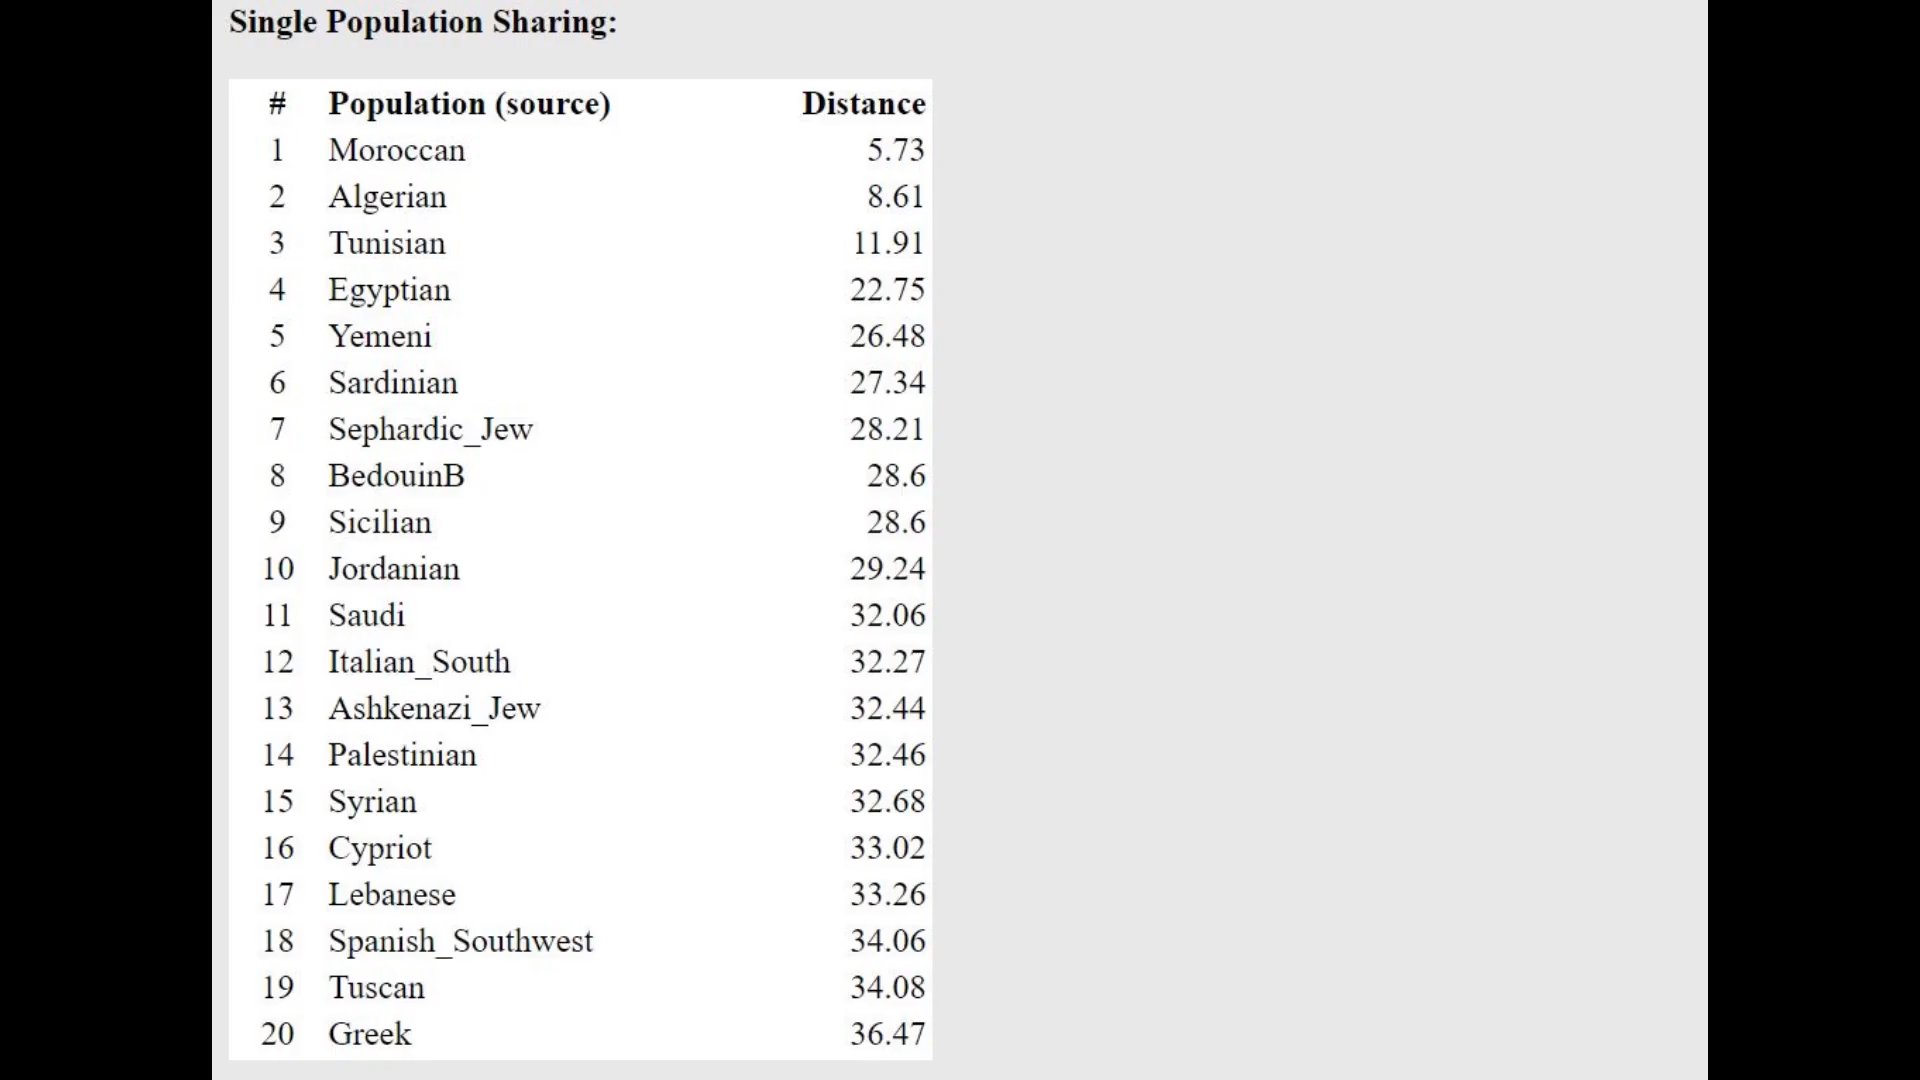 Single Population Sharing:
# Population (source) Distance
1 Moroccan 5.73
2 Algerian 8.61
3 Tunisian 11.91
4 Egyptian 22.75
5 Yemeni 26.48
6 Sardinian 27.34
7 Sephardic_Jew 28.21
8 BedouinB 28.6
9 Sicilian 28.6
10 Jordanian 29.24
11 Saudi 32.06
12 Italian_South 32.27
13 Ashkenazi_Jew 32.44
14 Palestinian 32.46
15 Syrian 32.68
16 Cypriot 33.02
17 Lebanese 33.26
18 Spanish_Southwest 34.06
19 Tuscan 34.08
20 Greek 36.47